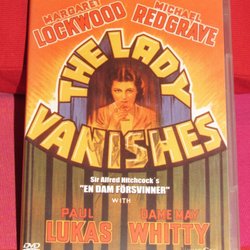 MARGARET MICHAEL
LOCKWOOD REDGRAVE
THE LADY
VANISHES
Sir Alfred Hitchcock's
"EN DAM FÖRSVINNER"
WITH
PAUL DAME MAY
LUKAS WHITTY
DVD